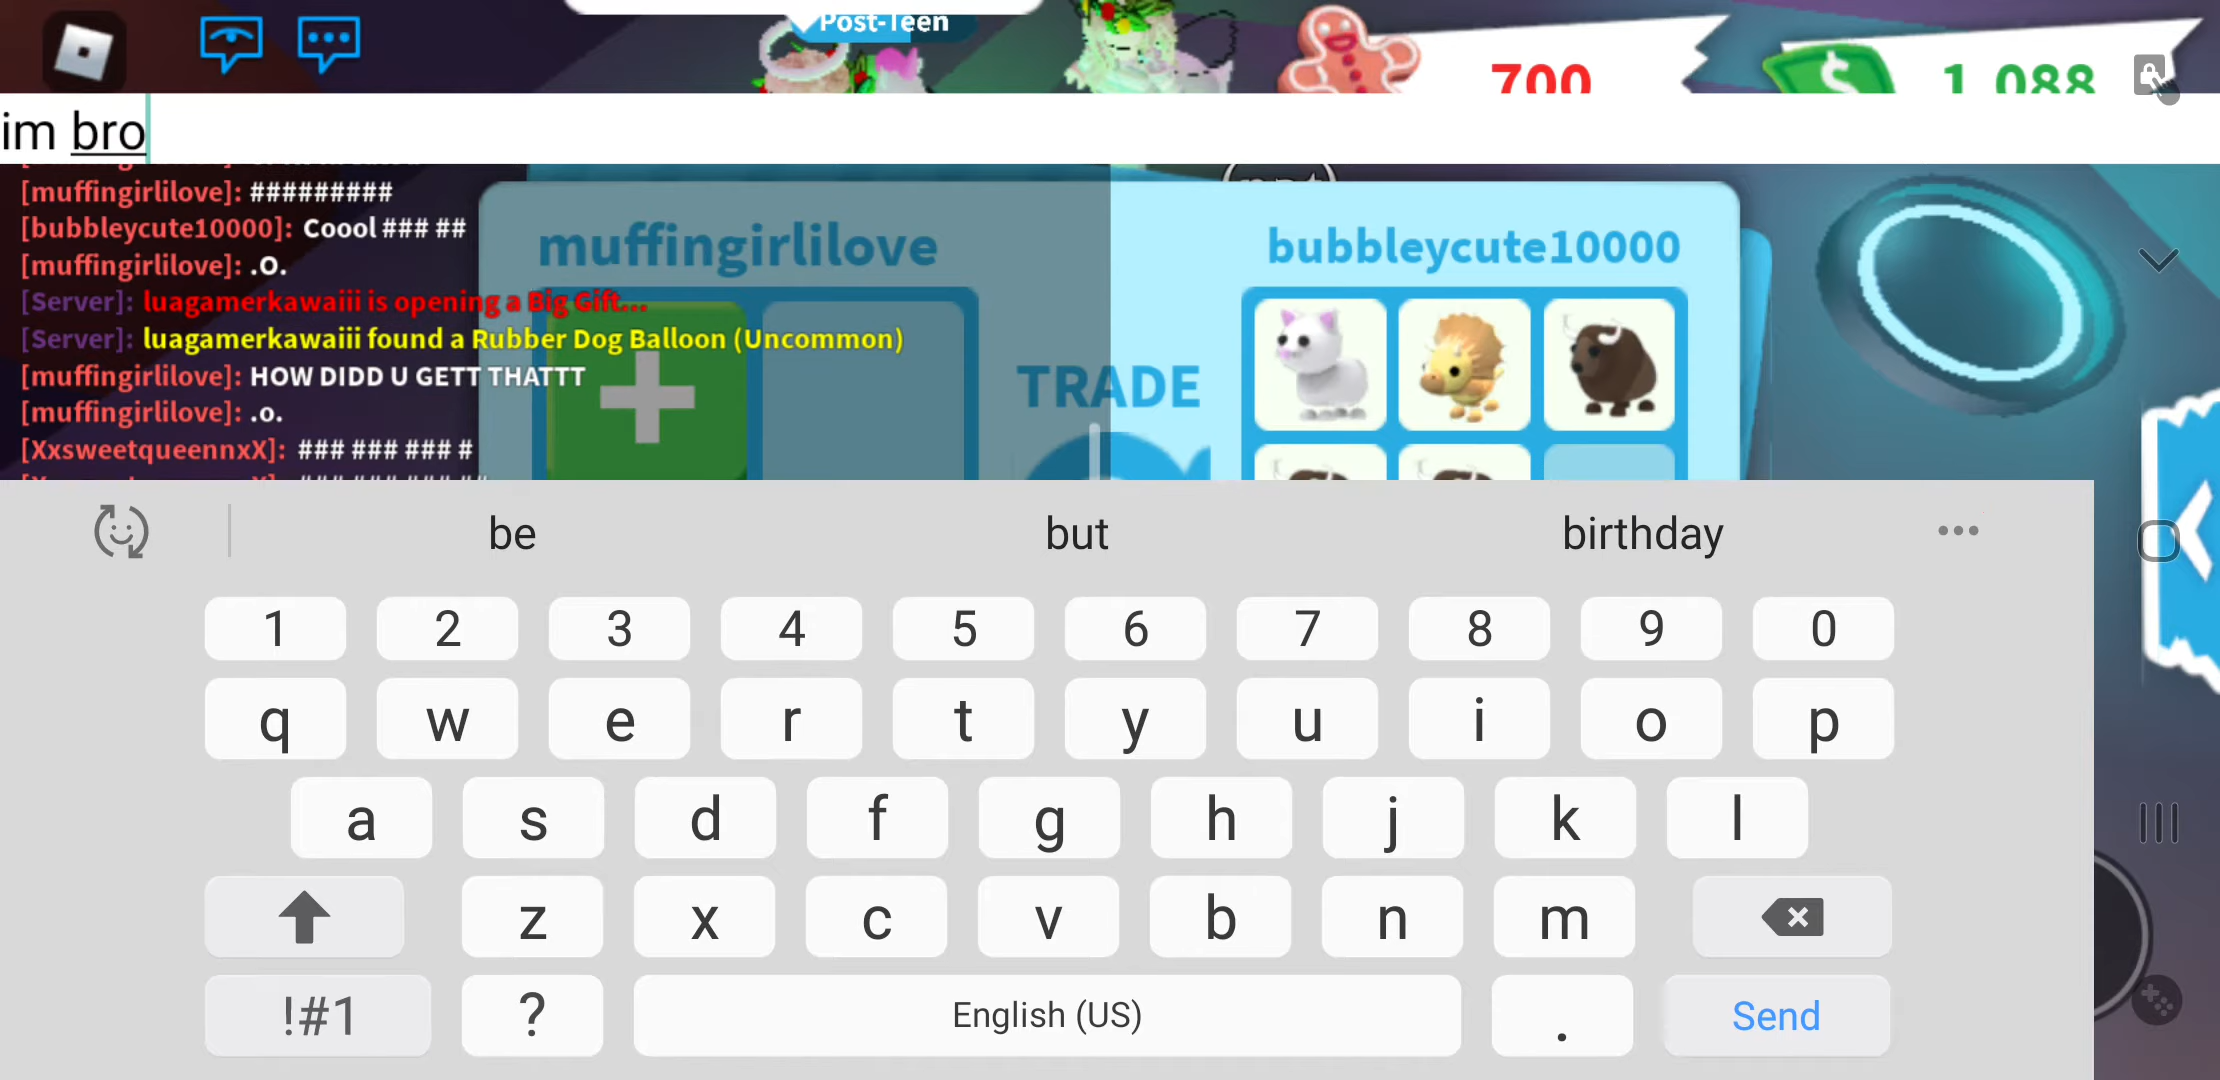 Post-Teen
700
1,088
im bro
[muffingirlilove]: #########
[bubbleycute10000]: Coool ### ##
[muffingirlilove]: .O.
[Server]: luagamerkawaiii is opening a Big Gift...
[Server]: luagamerkawaiii found a Rubber Dog Balloon (Uncommon)
[muffingirlilove]: HOW DIDD U GETT THATTT
[muffingirlilove]: .o.
[XxsweetqueennxX]: ### ### ### #
muffingirlilove
bubbleycute10000
TRADE
be but birthday
1 2 3 4 5 6 7 8 9 0
q w e r t y u i o p
a s d f g h j k l
z x c v b n m
!#1 ? English (US) . Send